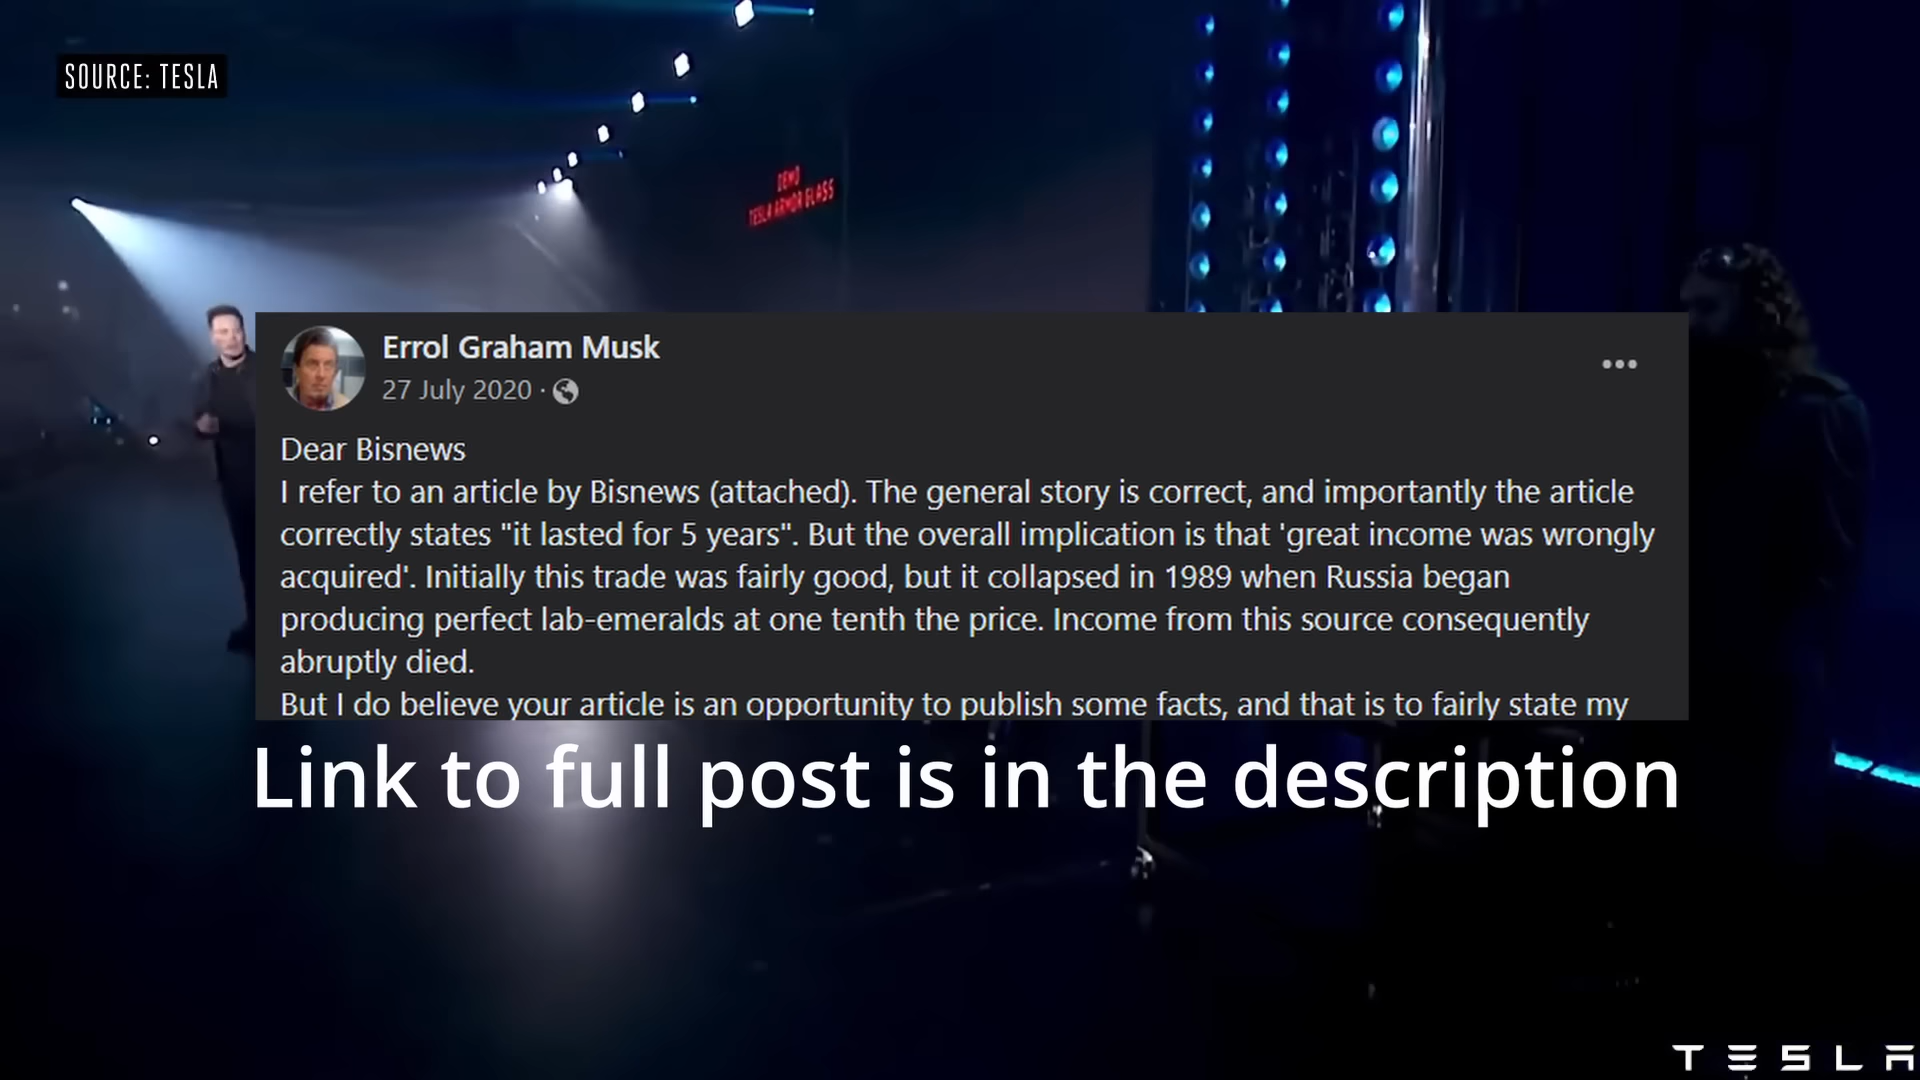 SOURCE: TESLA
DEMO
TESLA ARMOR GLASS
Errol Graham Musk
27 July 2020 ·
Dear Bisnews
I refer to an article by Bisnews (attached). The general story is correct, and importantly the article
correctly states "it lasted for 5 years". But the overall implication is that 'great income was wrongly
acquired'. Initially this trade was fairly good, but it collapsed in 1989 when Russia began
producing perfect lab-emeralds at one tenth the price. Income from this source consequently
abruptly died.
But I do believe your article is an opportunity to publish some facts, and that is to fairly state my
Link to full post is in the description
TESLA